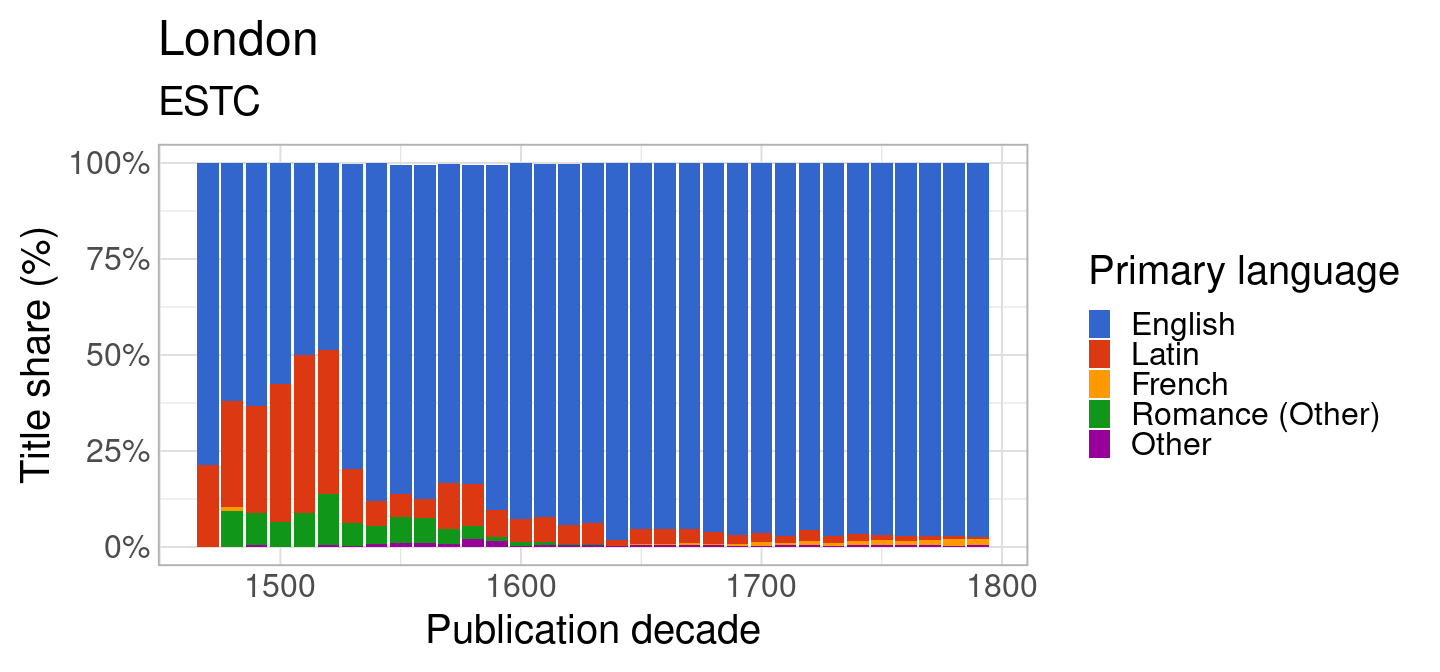 London
ESTC
100%
75%
50%
25%
0%
Title share (%)
1500
1600
1700
1800
Publication decade
Primary language
English
Latin
French
Romance (Other)
Other